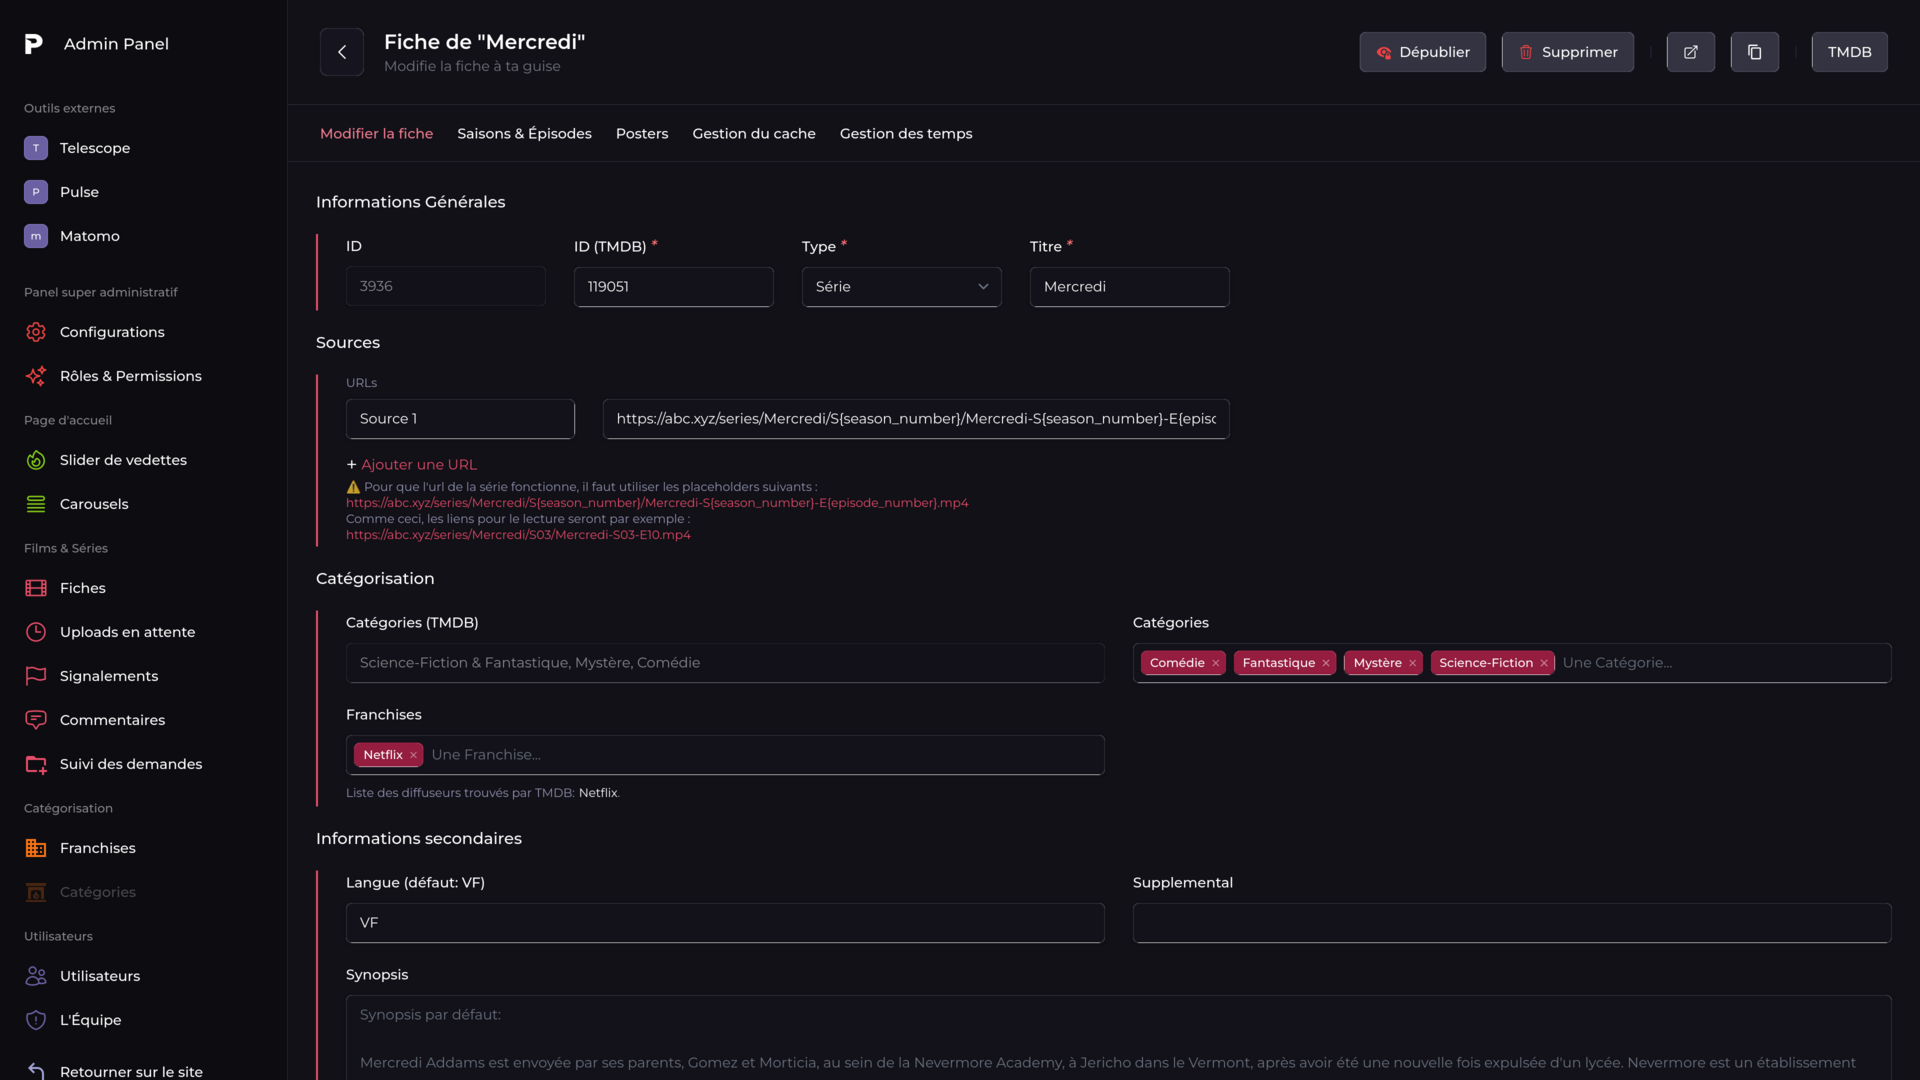 Admin Panel
Outils externes
T Telescope
P Pulse
m Matomo
Panel super administratif
Configurations
Rôles & Permissions
Page d'accueil
Slider de vedettes
Carousels
Films & Séries
Fiches
Uploads en attente
Signalements
Commentaires
Suivi des demandes
Catégorisation
Franchises
Catégories
Utilisateurs
Utilisateurs
L'Équipe
Retourner sur le site
Fiche de "Mercredi"
Modifie la fiche à ta guise
Dépublier
Supprimer
TMDB
Modifier la fiche
Saisons & Épisodes
Posters
Gestion du cache
Gestion des temps
Informations Générales
ID
3936
ID (TMDB) *
119051
Type *
Série
Titre *
Mercredi
Sources
URLs
Source 1
https://abc.xyz/series/Mercredi/S{season_number}/Mercredi-S{season_number}-E{episo
+ Ajouter une URL
⚠️ Pour que l'url de la série fonctionne, il faut utiliser les placeholders suivants :
https://abc.xyz/series/Mercredi/S{season_number}/Mercredi-S{season_number}-E{episode_number}.mp4
Comme ceci, les liens pour le lecture seront par exemple :
https://abc.xyz/series/Mercredi/S03/Mercredi-S03-E10.mp4
Catégorisation
Catégories (TMDB)
Science-Fiction & Fantastique, Mystère, Comédie
Catégories
Comédie × Fantastique × Mystère × Science-Fiction × Une Catégorie...
Franchises
Netflix × Une Franchise...
Liste des diffuseurs trouvés par TMDB: Netflix.
Informations secondaires
Langue (défaut: VF)
VF
Supplemental
Synopsis
Synopsis par défaut:
Mercredi Addams est envoyée par ses parents, Gomez et Morticia, au sein de la Nevermore Academy, à Jericho dans le Vermont, après avoir été une nouvelle fois expulsée d'un lycée. Nevermore est un établissement